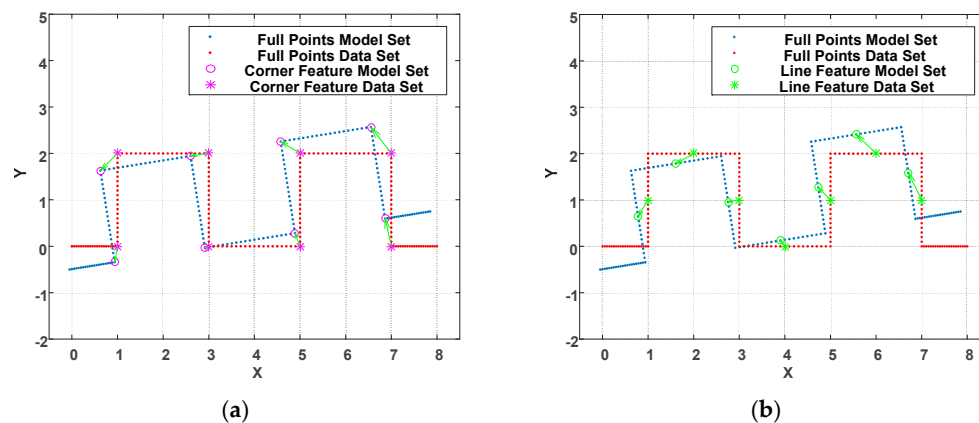 5
4
3
2
1
0
-1
-2
Y
Full Points Model Set
Full Points Data Set
Corner Feature Model Set
Corner Feature Data Set
0 1 2 3 4 5 6 7 8
X
(a)
5
4
3
2
1
0
-1
-2
Y
Full Points Model Set
Full Points Data Set
Line Feature Model Set
Line Feature Data Set
0 1 2 3 4 5 6 7 8
X
(b)